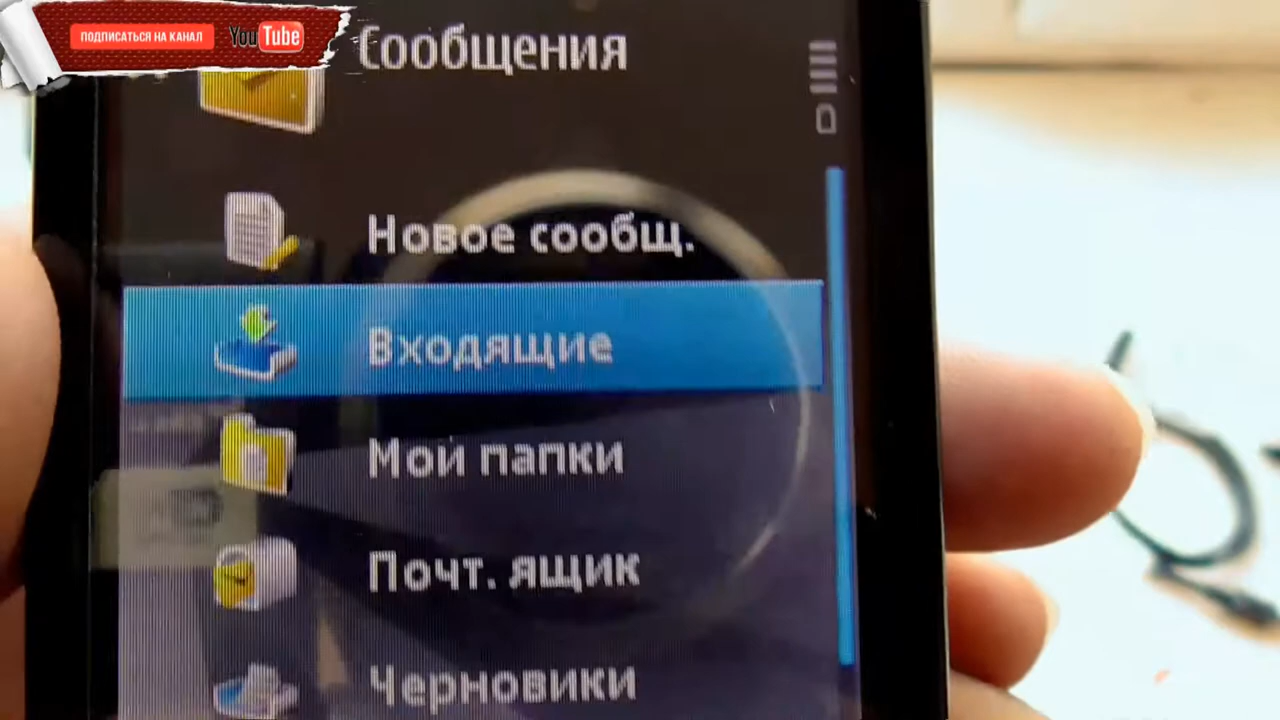 ПОДПИСАТЬСЯ НА КАНАЛ
YouTube
Сообщения
Новое сообщ.
Входящие
Мои папки
Почт. ящик
Черновики